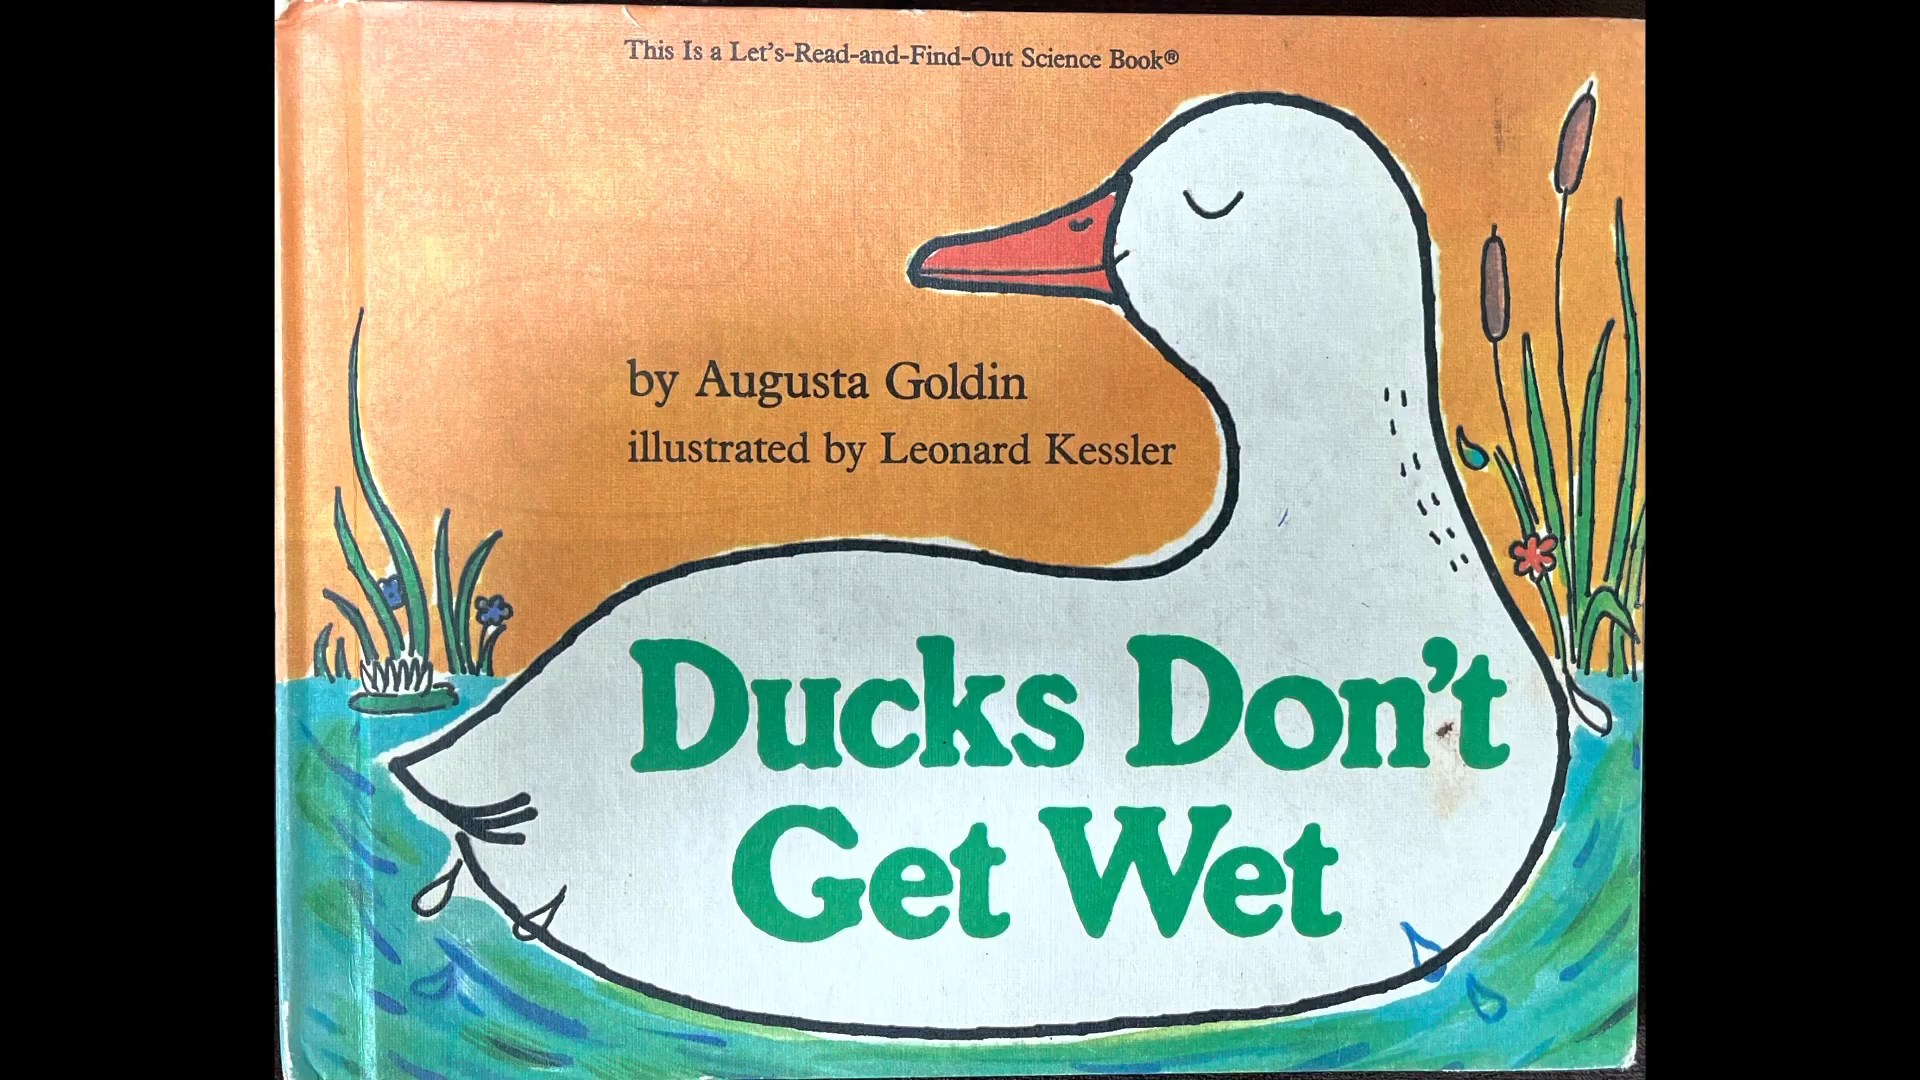 This Is a Let's-Read-and-Find-Out Science Book®
by Augusta Goldin
illustrated by Leonard Kessler
Ducks Don't
Get Wet